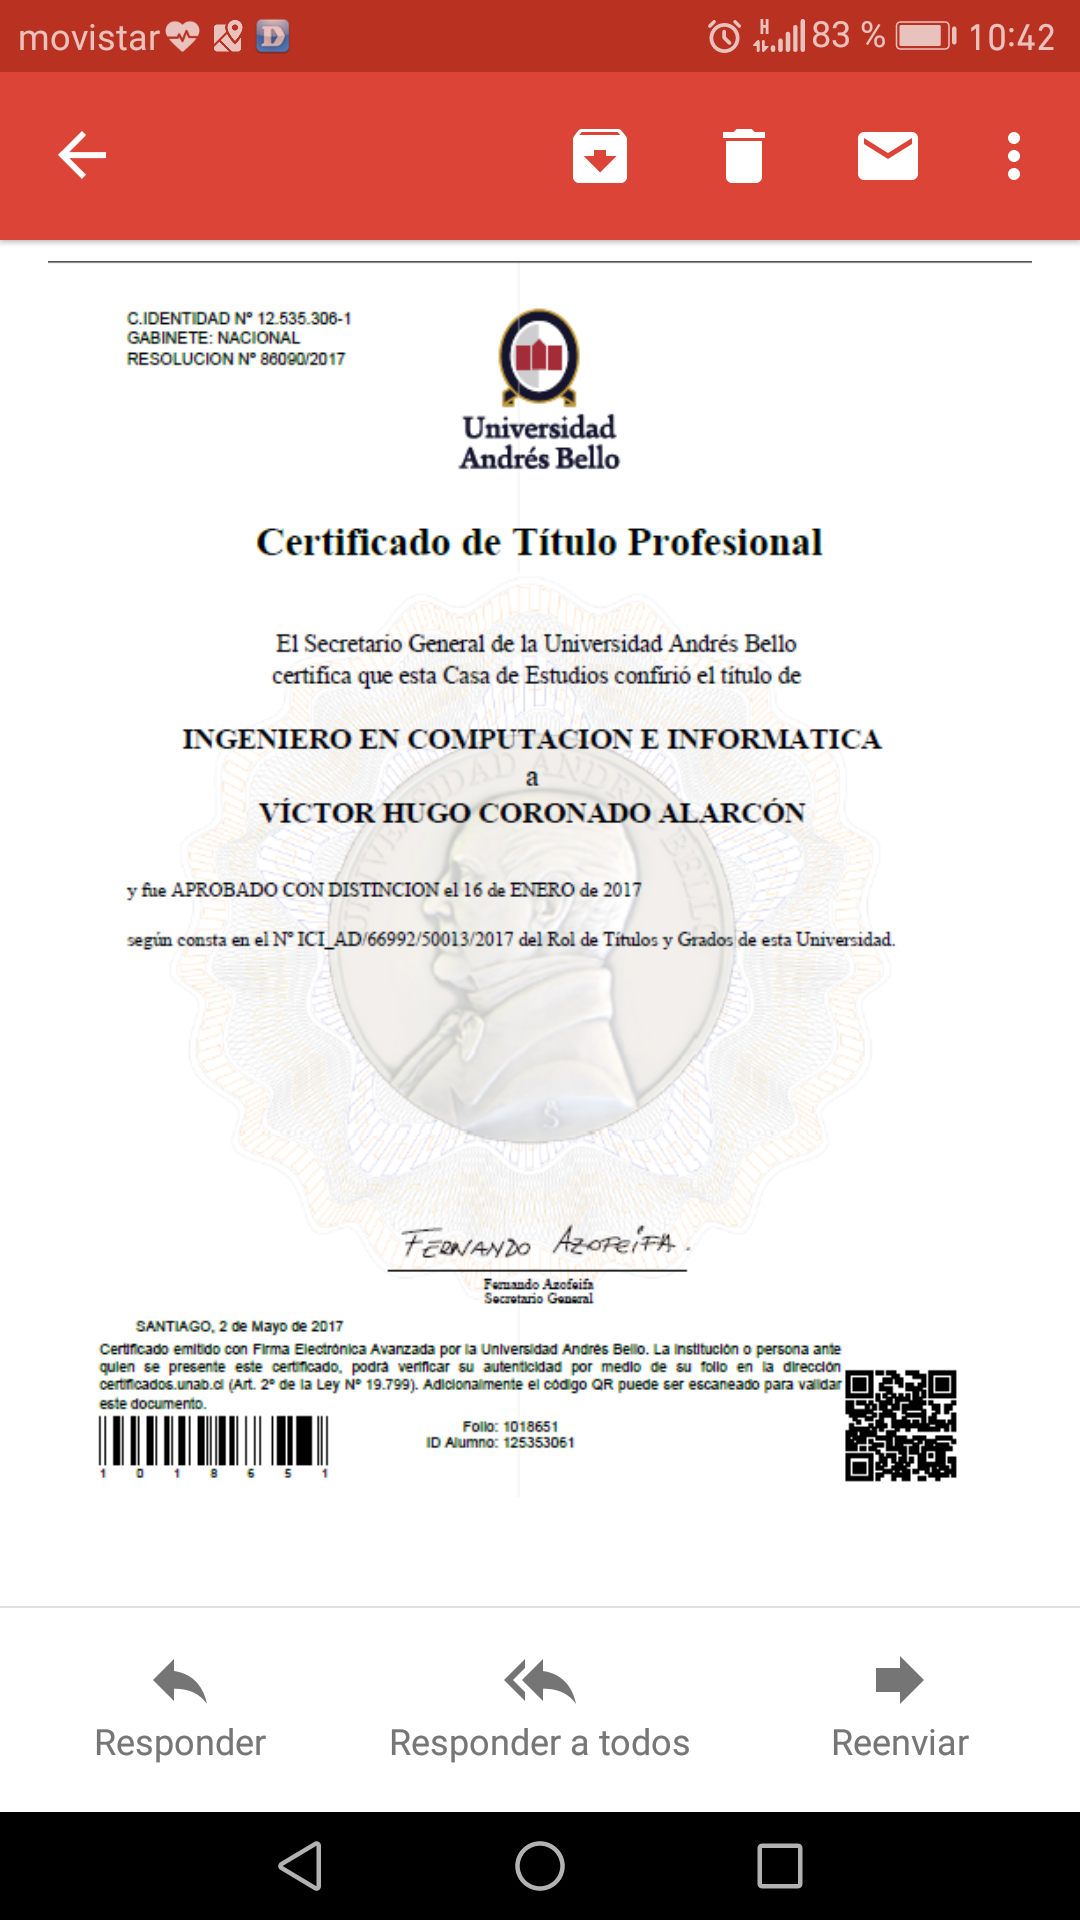 movistar 83 % 10:42
C.IDENTIDAD Nº 12.535.306-1
GABINETE: NACIONAL
RESOLUCION Nº 86090/2017
Universidad
Andrés Bello
Certificado de Título Profesional
El Secretario General de la Universidad Andrés Bello
certifica que esta Casa de Estudios confirió el título de
INGENIERO EN COMPUTACION E INFORMATICA
a
VÍCTOR HUGO CORONADO ALARCÓN
y fue APROBADO CON DISTINCION el 16 de ENERO de 2017
según consta en el Nº ICI_AD/66992/50013/2017 del Rol de Títulos y Grados de esta Universidad.
FERNANDO AZOFEIFA.
Fernando Azofeifa
Secretario General
SANTIAGO, 2 de Mayo de 2017
Certificado emitido con Firma Electrónica Avanzada por la Universidad Andrés Bello. La institución o persona ante
quien se presente este certificado, podrá verificar su autenticidad por medio de su folio en la dirección
certificados.unab.cl (Art. 2º de la Ley Nº 19.799). Adicionalmente el código QR puede ser escaneado para validar
este documento.
Folio: 1018651
ID Alumno: 125353061
1 0 1 8 6 5 1
Responder Responder a todos Reenviar